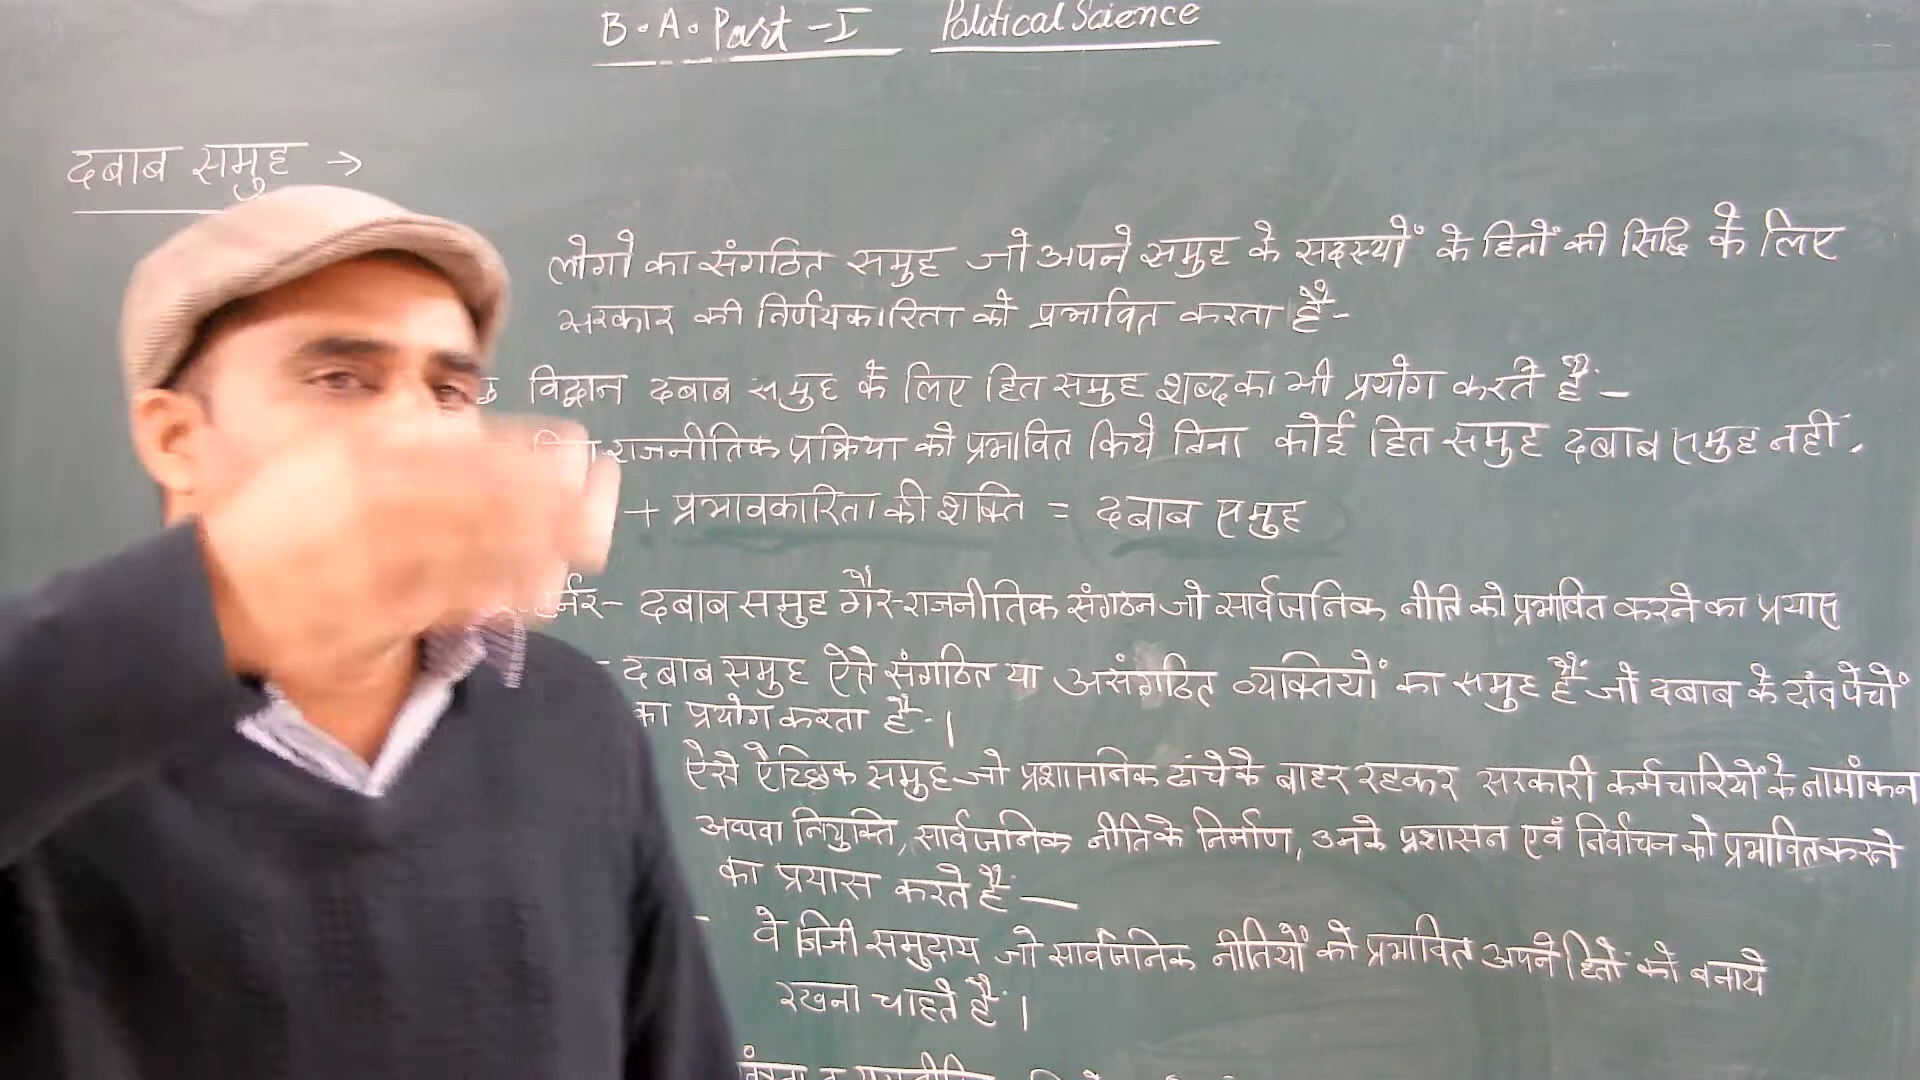 B.A. Part-I Political Science
दबाब समुह →
लोगो का संगठित समुह जो अपने समुह के सदस्यों के हितों की सिद्धि के लिए
सरकार की निर्णयकारिता को प्रभावित करता है-
विद्वान दबाब समुह के लिए हित समुह शब्द का भी प्रयोग करते हैं-
राजनीतिक प्रक्रिया को प्रभावित किये बिना कोई हित समुह दबाब समुह नहीं.
+ प्रभावकारिता की शक्ति = दबाब समुह
दबाब समुह गैर-राजनीतिक संगठन जो सार्वजनिक नीति को प्रभावित करने का प्रयास
- दबाब समुह ऐसे संगठित या असंगठित व्यक्तियों का समुह हैं जो दबाब के दांव पेचों
का प्रयोग करता है।
ऐसे ऐच्छिक समुह जो प्रशासनिक ढांचे के बाहर रहकर सरकारी कर्मचारियों के नामांकन
अथवा नियुक्ति, सार्वजनिक नीति के निर्माण, उनके प्रशासन एवं निर्वाचन को प्रभावित करने
का प्रयास करते हैं—
वे निजी समुदाय जो सार्वजनिक नीतियों को प्रभावित अपने हितों को बनाये
रखना चाहते हैं।